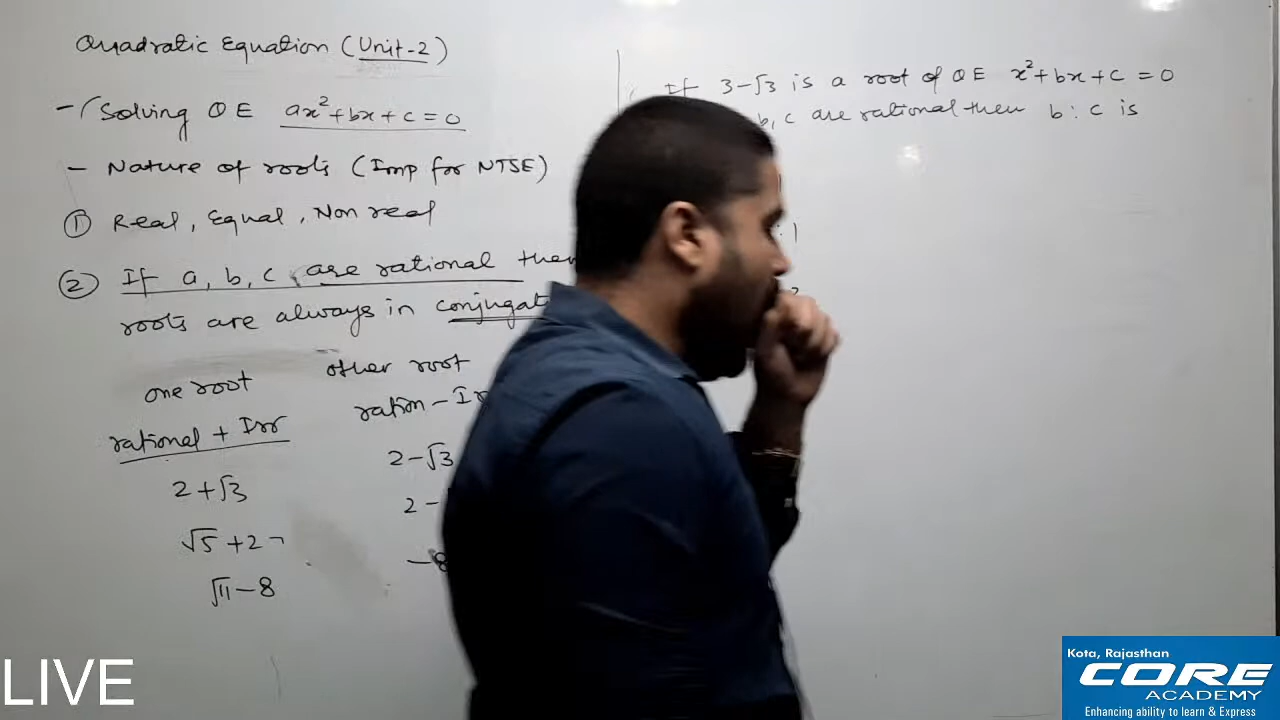 Quadratic Equation (Unit-2)
- Solving QE ax²+bx+c=0
- Nature of roots (Imp for NTSE)
① Real, Equal, Non real
② If a, b, c are rational then
roots are always in conjugat
one root other root
rational + Irr ration - Ir
2+√3 2-√3
√5+2 2-
√11-8 -8
If 3-√3 is a root of QE x²+bx+c=0
b, c are rational then b:c is
: 1
LIVE
Kota, Rajasthan
CORE
ACADEMY
Enhancing ability to learn & Express